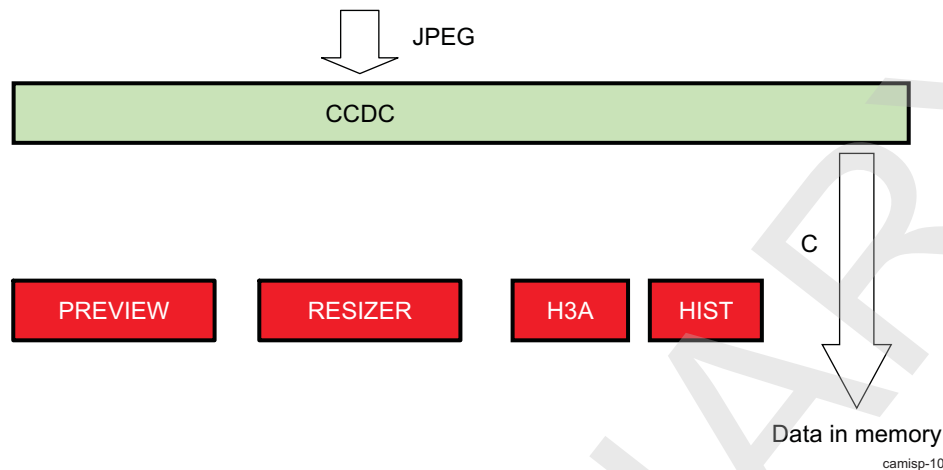 JPEG
CCDC
C
PREVIEW RESIZER H3A HIST
Data in memory
camisp-10